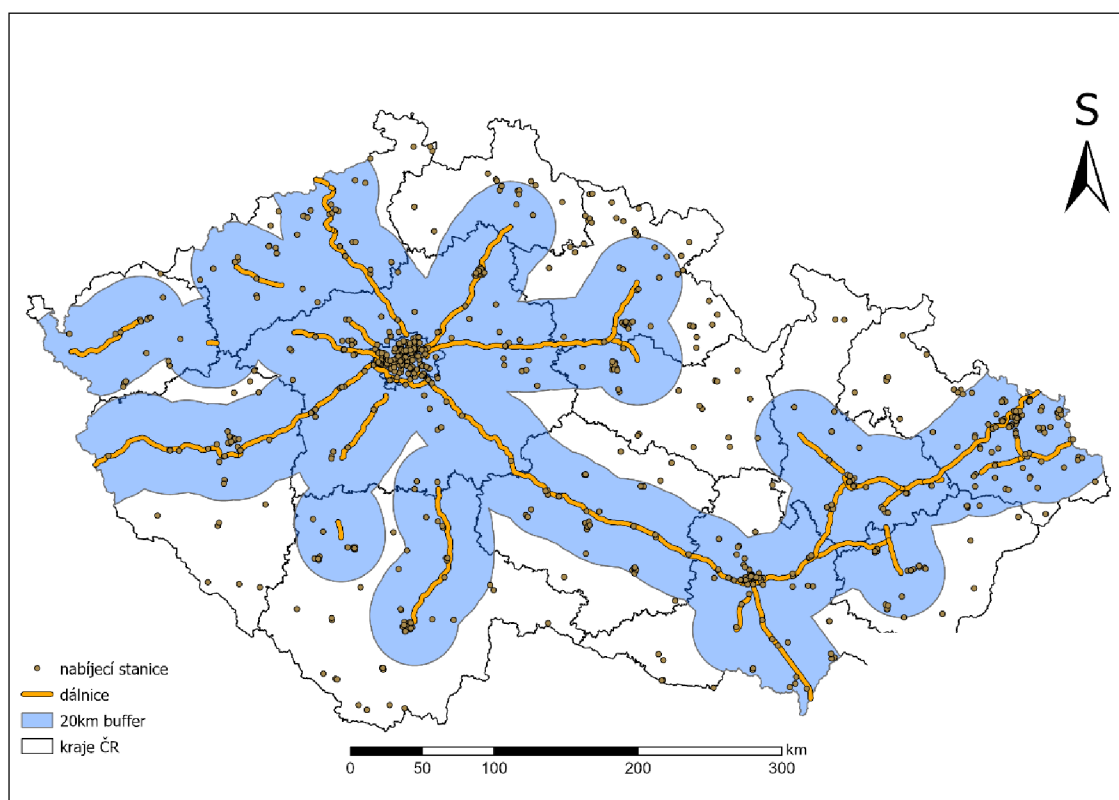 S
nabíjecí stanice
dálnice
20km buffer
kraje ČR
km
0 50 100 200 300